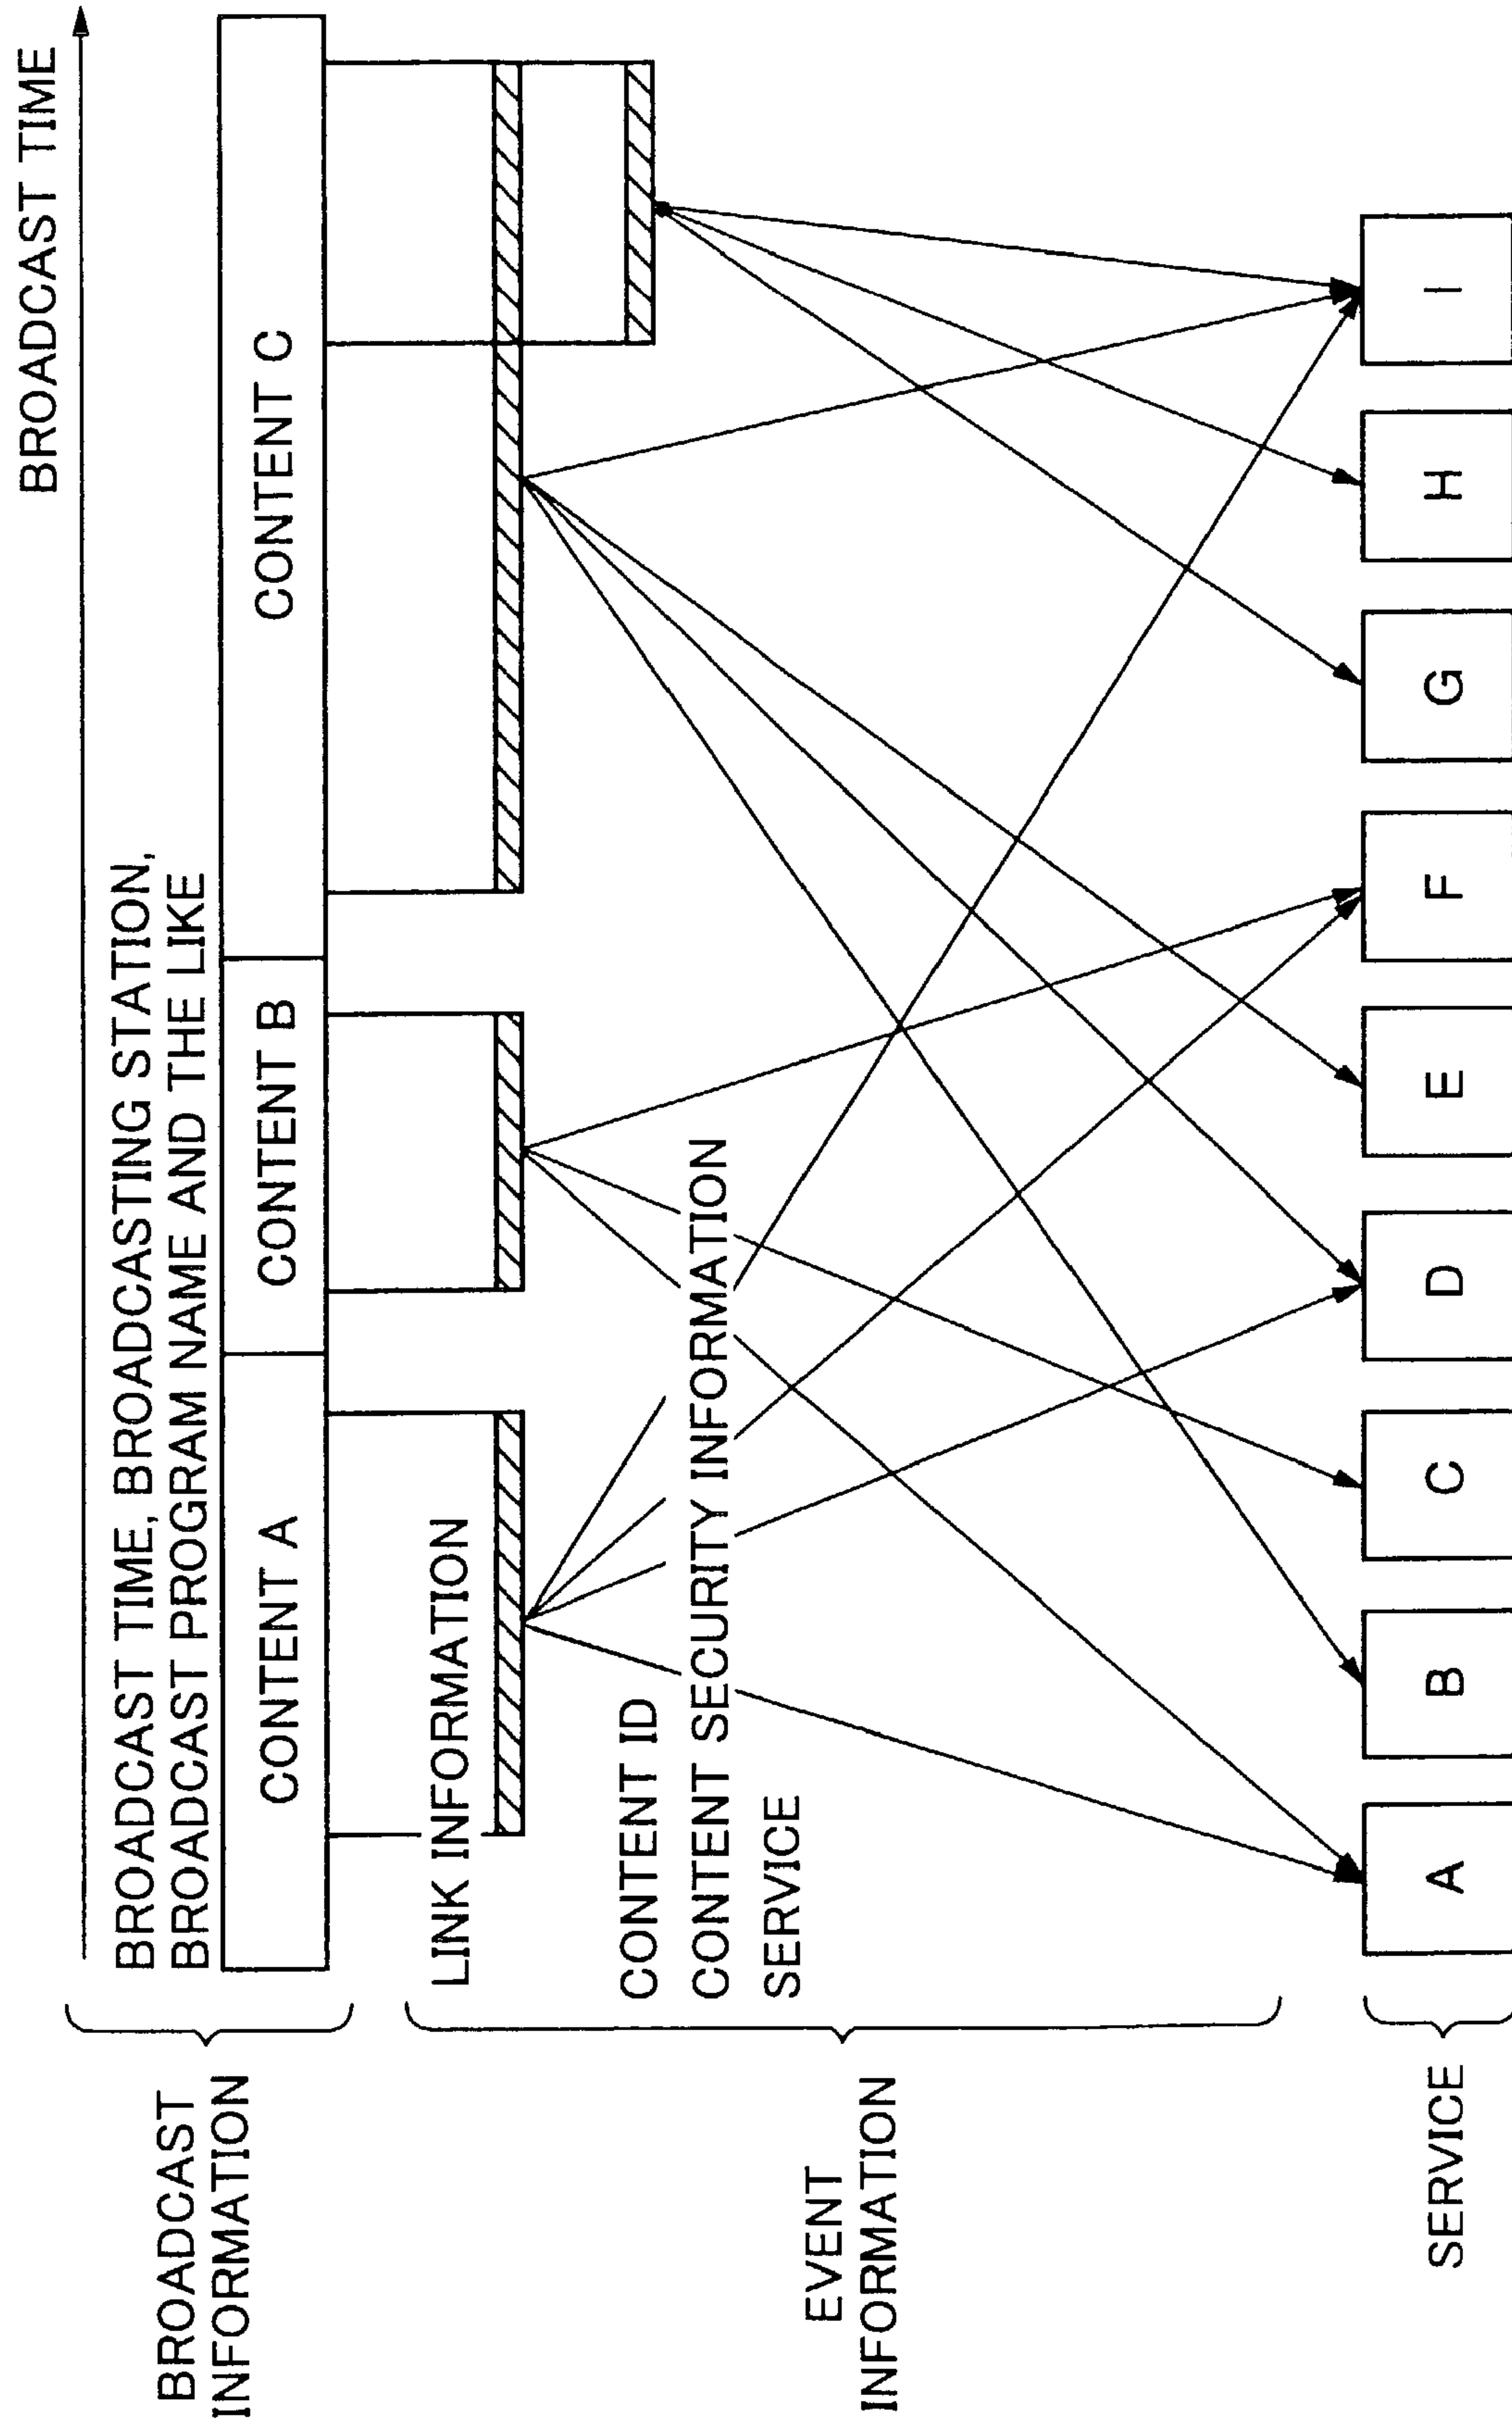 BROADCAST TIME
BROADCAST
INFORMATION
BROADCAST TIME, BROADCASTING STATION,
BROADCAST PROGRAM NAME AND THE LIKE
CONTENT A
CONTENT B
CONTENT C
EVENT
INFORMATION
LINK INFORMATION
CONTENT ID
CONTENT SECURITY INFORMATION
SERVICE
SERVICE
A
B
C
D
E
F
G
H
I